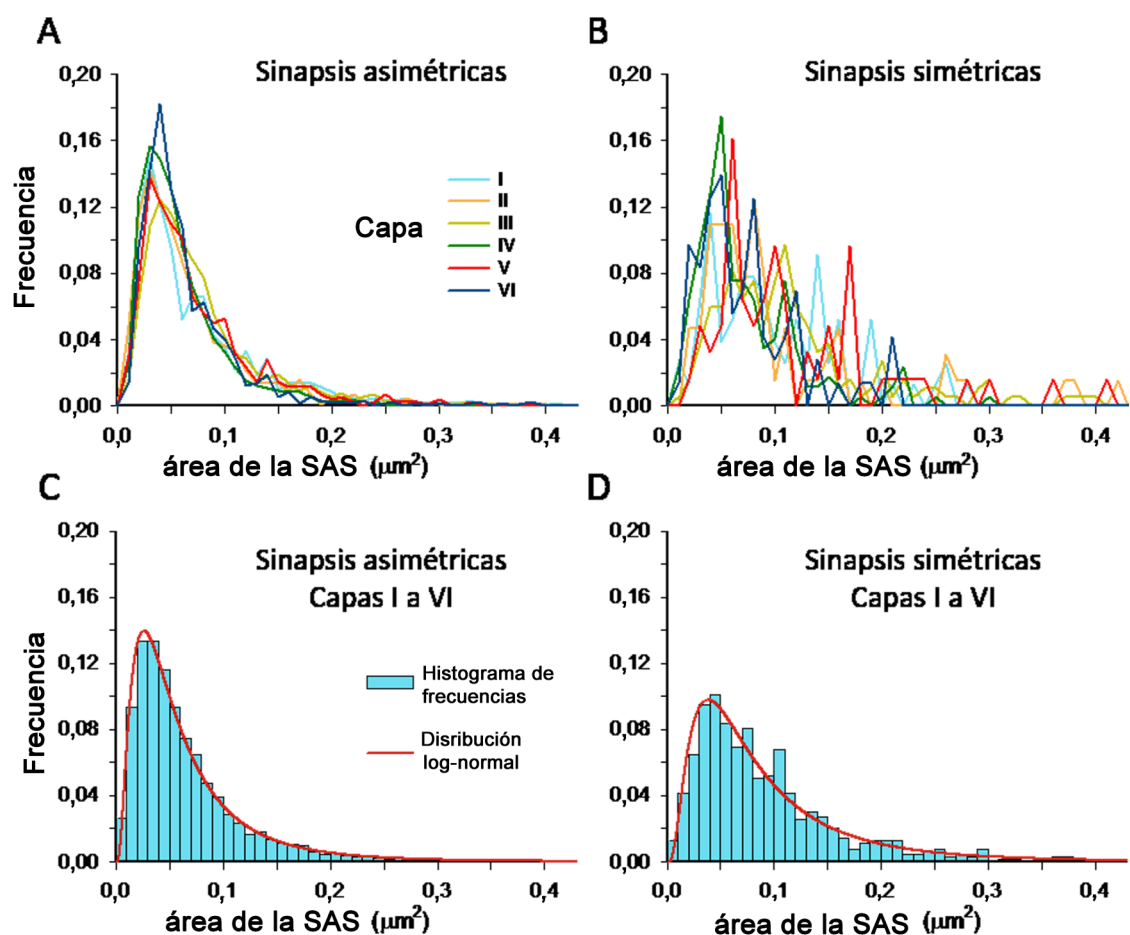 A
Sinapsis asimétricas
Frecuencia
0,20
0,16
0,12
0,08
0,04
0,00
0,0 0,1 0,2 0,3 0,4
área de la SAS (μm²)
Capa
I
II
III
IV
V
VI
B
Sinapsis simétricas
0,20
0,16
0,12
0,08
0,04
0,00
0,0 0,1 0,2 0,3 0,4
área de la SAS (μm²)
C
Sinapsis asimétricas
Capas I a VI
Frecuencia
0,20
0,16
0,12
0,08
0,04
0,00
0,0 0,1 0,2 0,3 0,4
área de la SAS (μm²)
Histograma de
frecuencias
Disribución
log-normal
D
Sinapsis simétricas
Capas I a VI
0,20
0,16
0,12
0,08
0,04
0,00
0,0 0,1 0,2 0,3 0,4
área de la SAS (μm²)